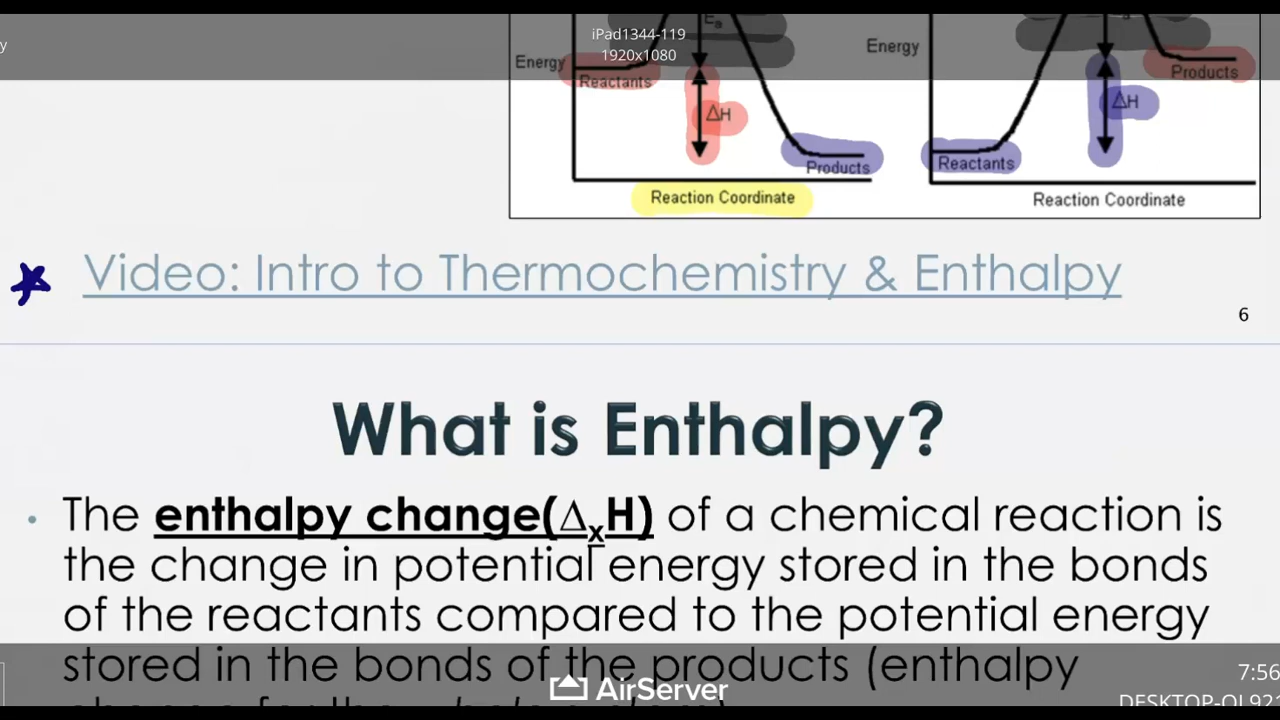 y
iPad1344-119
1920x1080
Ea
Energy
Reactants
ΔH
Products
Reaction Coordinate
Energy
Products
ΔH
Reactants
Reaction Coordinate
Video: Intro to Thermochemistry & Enthalpy
6
What is Enthalpy?
• The enthalpy change(ΔxH) of a chemical reaction is
the change in potential energy stored in the bonds
of the reactants compared to the potential energy
stored in the bonds of the products (enthalpy
AirServer
7:56